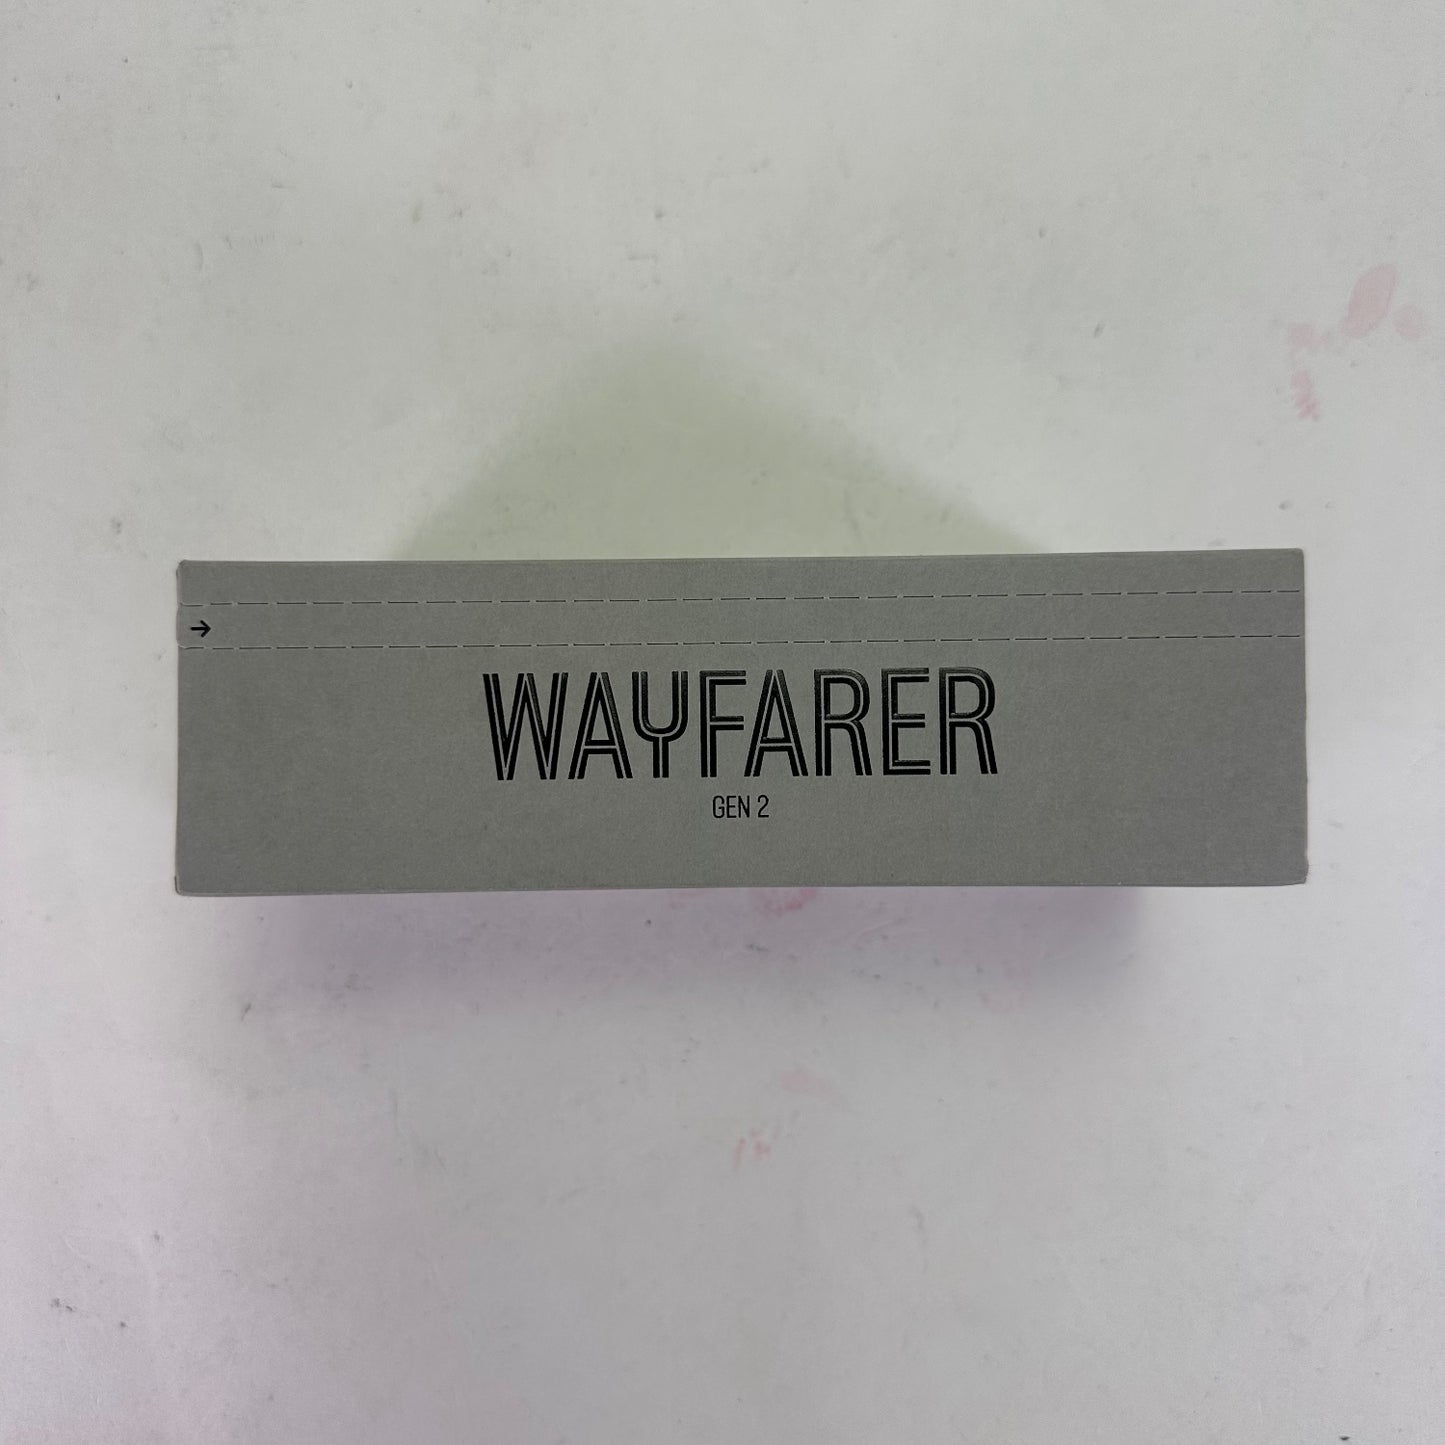 →
WAYFARER
GEN 2